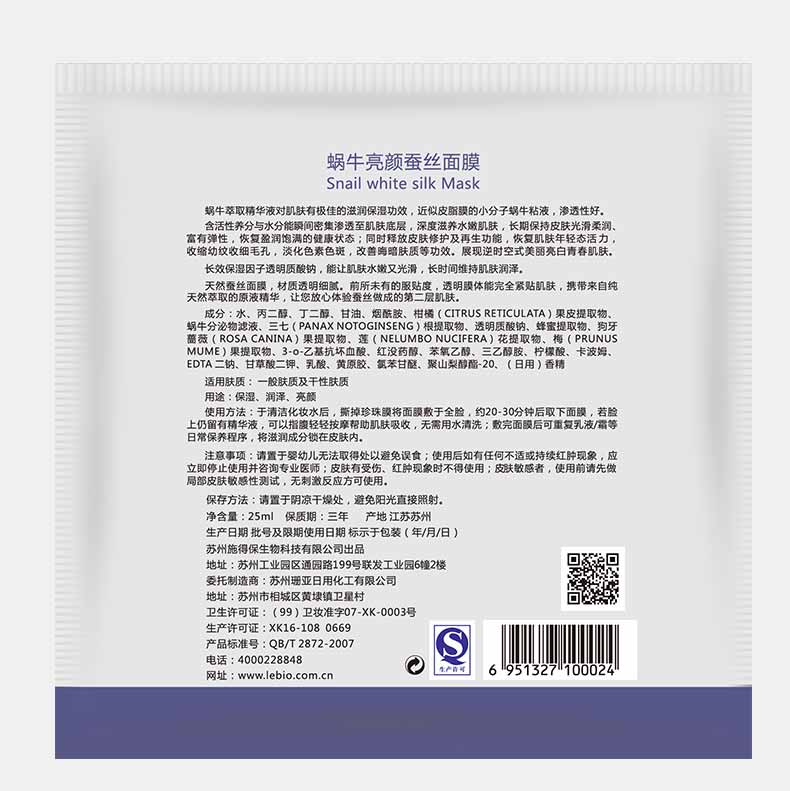 蜗牛亮颜蚕丝面膜
Snail white silk Mask
蜗牛萃取精华液对肌肤有极佳的滋润保湿功效，近似皮脂膜的小分子蜗牛粘液，渗透性好。
含活性养分与水分能瞬间密集渗透至肌肤底层，深度滋养水嫩肌肤，长期保持皮肤光滑柔润、
富有弹性，恢复盈润饱满的健康状态；同时释放皮肤修护及再生功能，恢复肌肤年轻态活力，
收缩幼纹收细毛孔，淡化色素色斑，改善晦暗肤质等功效。展现逆时空式美丽亮白青春肌肤。
长效保湿因子透明质酸钠，能让肌肤水嫩又光滑，长时间维持肌肤润泽。
天然蚕丝面膜，材质透明细腻。前所未有的服贴度，透明膜体能完全紧贴肌肤，携带来自纯
天然萃取的原液精华，让您放心体验蚕丝做成的第二层肌肤。
成分：水、丙二醇、丁二醇、甘油、烟酰胺、柑橘（CITRUS RETICULATA）果皮提取物、
蜗牛分泌物滤液、三七（PANAX NOTOGINSENG）根提取物、透明质酸钠、蜂蜜提取物、狗牙
蔷薇（ROSA CANINA）果提取物、莲（NELUMBO NUCIFERA）花提取物、梅（PRUNUS
MUME）果提取物、3-o-乙基抗坏血酸、红没药醇、苯氧乙醇、三乙醇胺、柠檬酸、卡波姆、
EDTA 二钠、甘草酸二钾、乳酸、黄原胶、氯苯甘醚、聚山梨醇酯-20、（日用）香精
适用肤质：一般肤质及干性肤质
用途：保湿、润泽、亮颜
使用方法：于清洁化妆水后，撕掉珍珠膜将面膜敷于全脸，约20-30分钟后取下面膜，若脸
上仍留有精华液，可以指腹轻轻按摩帮助肌肤吸收，无需用水清洗；敷完面膜后可重复乳液/霜等
日常保养程序，将滋润成分锁在皮肤内。
注意事项：请置于婴幼儿无法取得处以避免误食；使用后如有任何不适或持续红肿现象，应
立即停止使用并咨询专业医师；皮肤有受伤、红肿现象时不得使用；皮肤敏感者，使用前请先做
局部皮肤敏感性测试，无刺激反应方可使用。
保存方法：请置于阴凉干燥处，避免阳光直接照射。
净含量：25ml 保质期：三年 产地 江苏苏州
生产日期 批号及限期使用日期 标示于包装（年/月/日）
苏州施得保生物科技有限公司出品
地址：苏州工业园区通园路199号联发工业园6幢2楼
委托制造商：苏州珊亚日用化工有限公司
地址：苏州市相城区黄埭镇卫星村
卫生许可证：（99）卫妆准字07-XK-0003号
生产许可证：XK16-108 0669
产品标准号：QB/T 2872-2007
电话：4000228848
网址：www.lebio.com.cn
生产许可
6 951327 100024